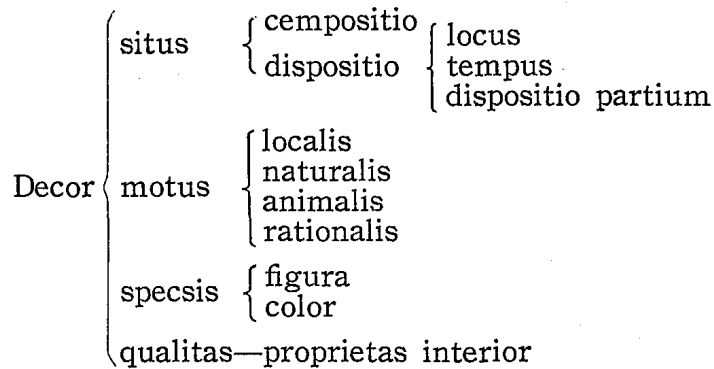 cempositio
situs
dispositio
locus
tempus
dispositio partium
Decor
motus
localis
naturalis
animalis
rationalis
specsis
figura
color
qualitas—proprietas interior